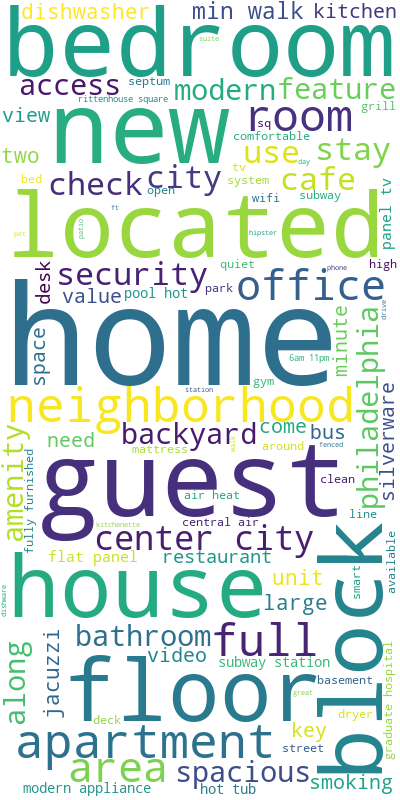 dishwasher
min walk
kitchen
bedroom
suite
access
septum
modern
feature
rittenhouse square
grill
view
new
room
sq
comfortable
two
use
stay
tv
bed
check
city
system
day
cafe
open
wifi
subway
panel tv
located
pet
patio
ft
hipster
quiet
high
desk
security
office
phone
value
pool hot
park
drive
home
space
minute
6am 11pm
philadelphia
gym
station
silverware
neighborhood
amenity
need
backyard
come
bus
mattress
around
walk
fenced
fully furnished
guest
clean
air heat
line
kitchenette
central air
center city
block
available
flat panel
restaurant
house
unit
smart
dishware
large
bathroom
full
along
jacuzzi
video
subway station
graduate hospital
floor
basement
great
deck
key
dryer
apartment
street
area
spacious
smoking
modern appliance
hot tub